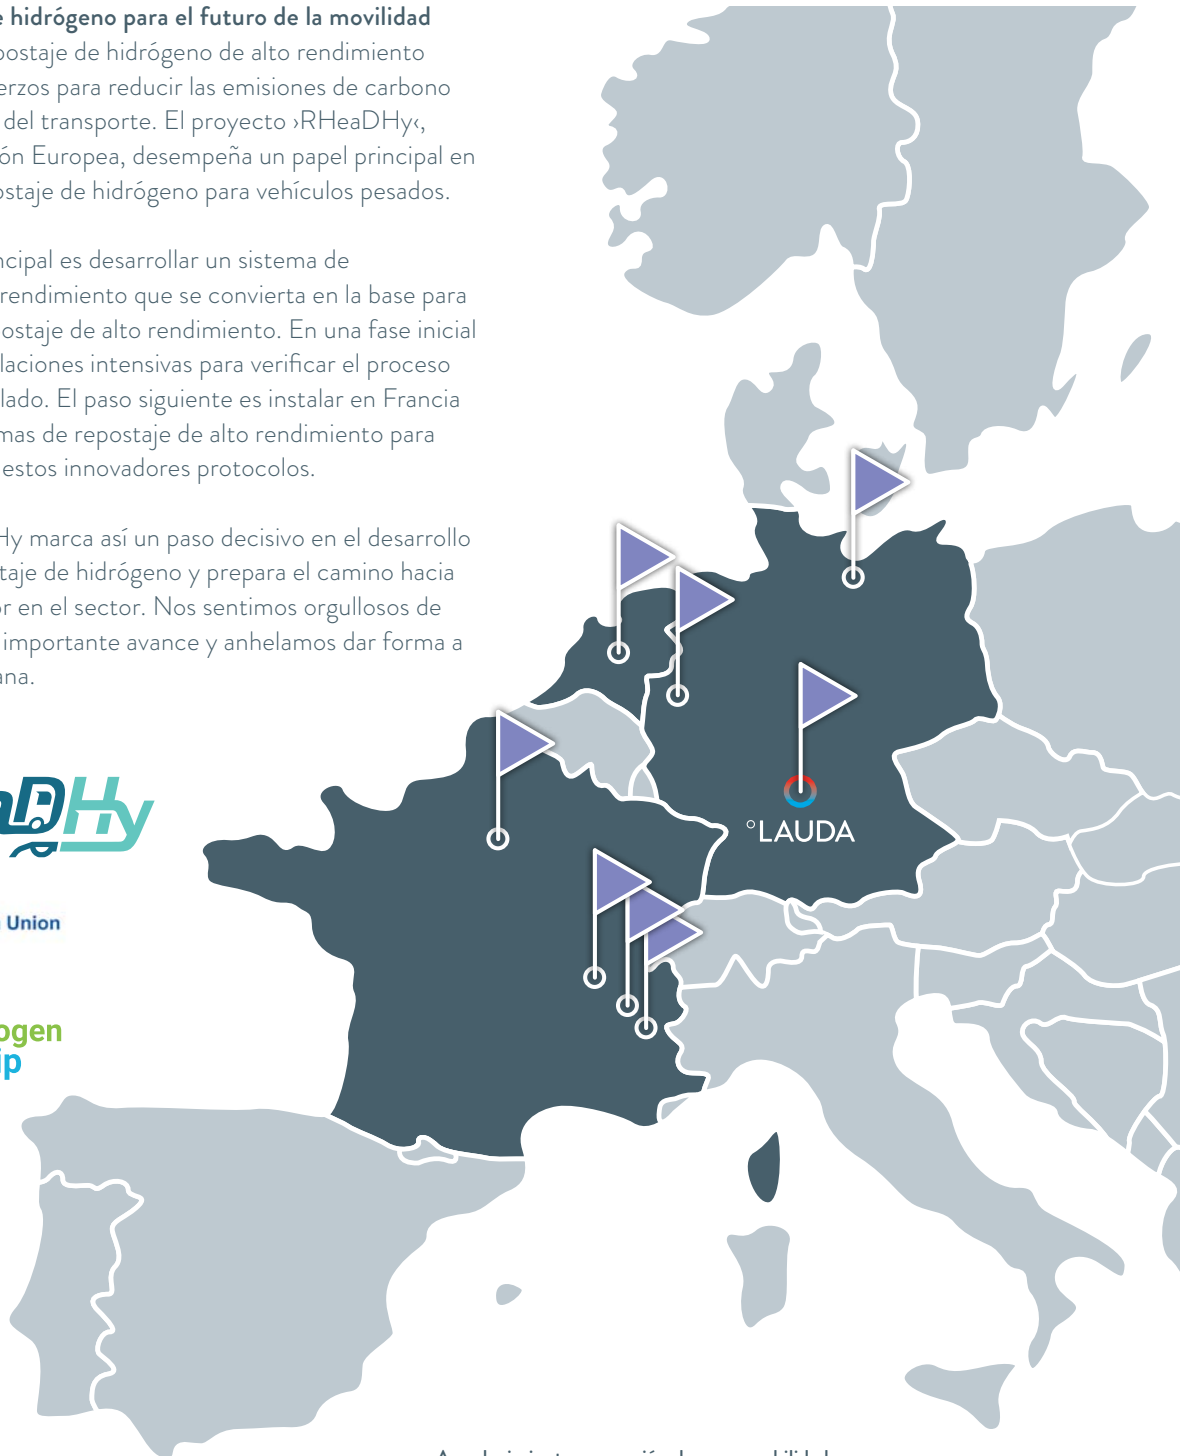 hidrógeno para el futuro de la movilidad
postaje de hidrógeno de alto rendimiento
erzos para reducir las emisiones de carbono
del transporte. El proyecto ›RHeaDHy‹,
ón Europea, desempeña un papel principal en
ostaje de hidrógeno para vehículos pesados.
ncipal es desarrollar un sistema de
rendimiento que se convierta en la base para
ostaje de alto rendimiento. En una fase inicial
laciones intensivas para verificar el proceso
lado. El paso siguiente es instalar en Francia
mas de repostaje de alto rendimiento para
estos innovadores protocolos.
Hy marca así un paso decisivo en el desarrollo
taje de hidrógeno y prepara el camino hacia
or en el sector. Nos sentimos orgullosos de
importante avance y anhelamos dar forma a
ana.
DHy
°LAUDA
Union
ogen
ip